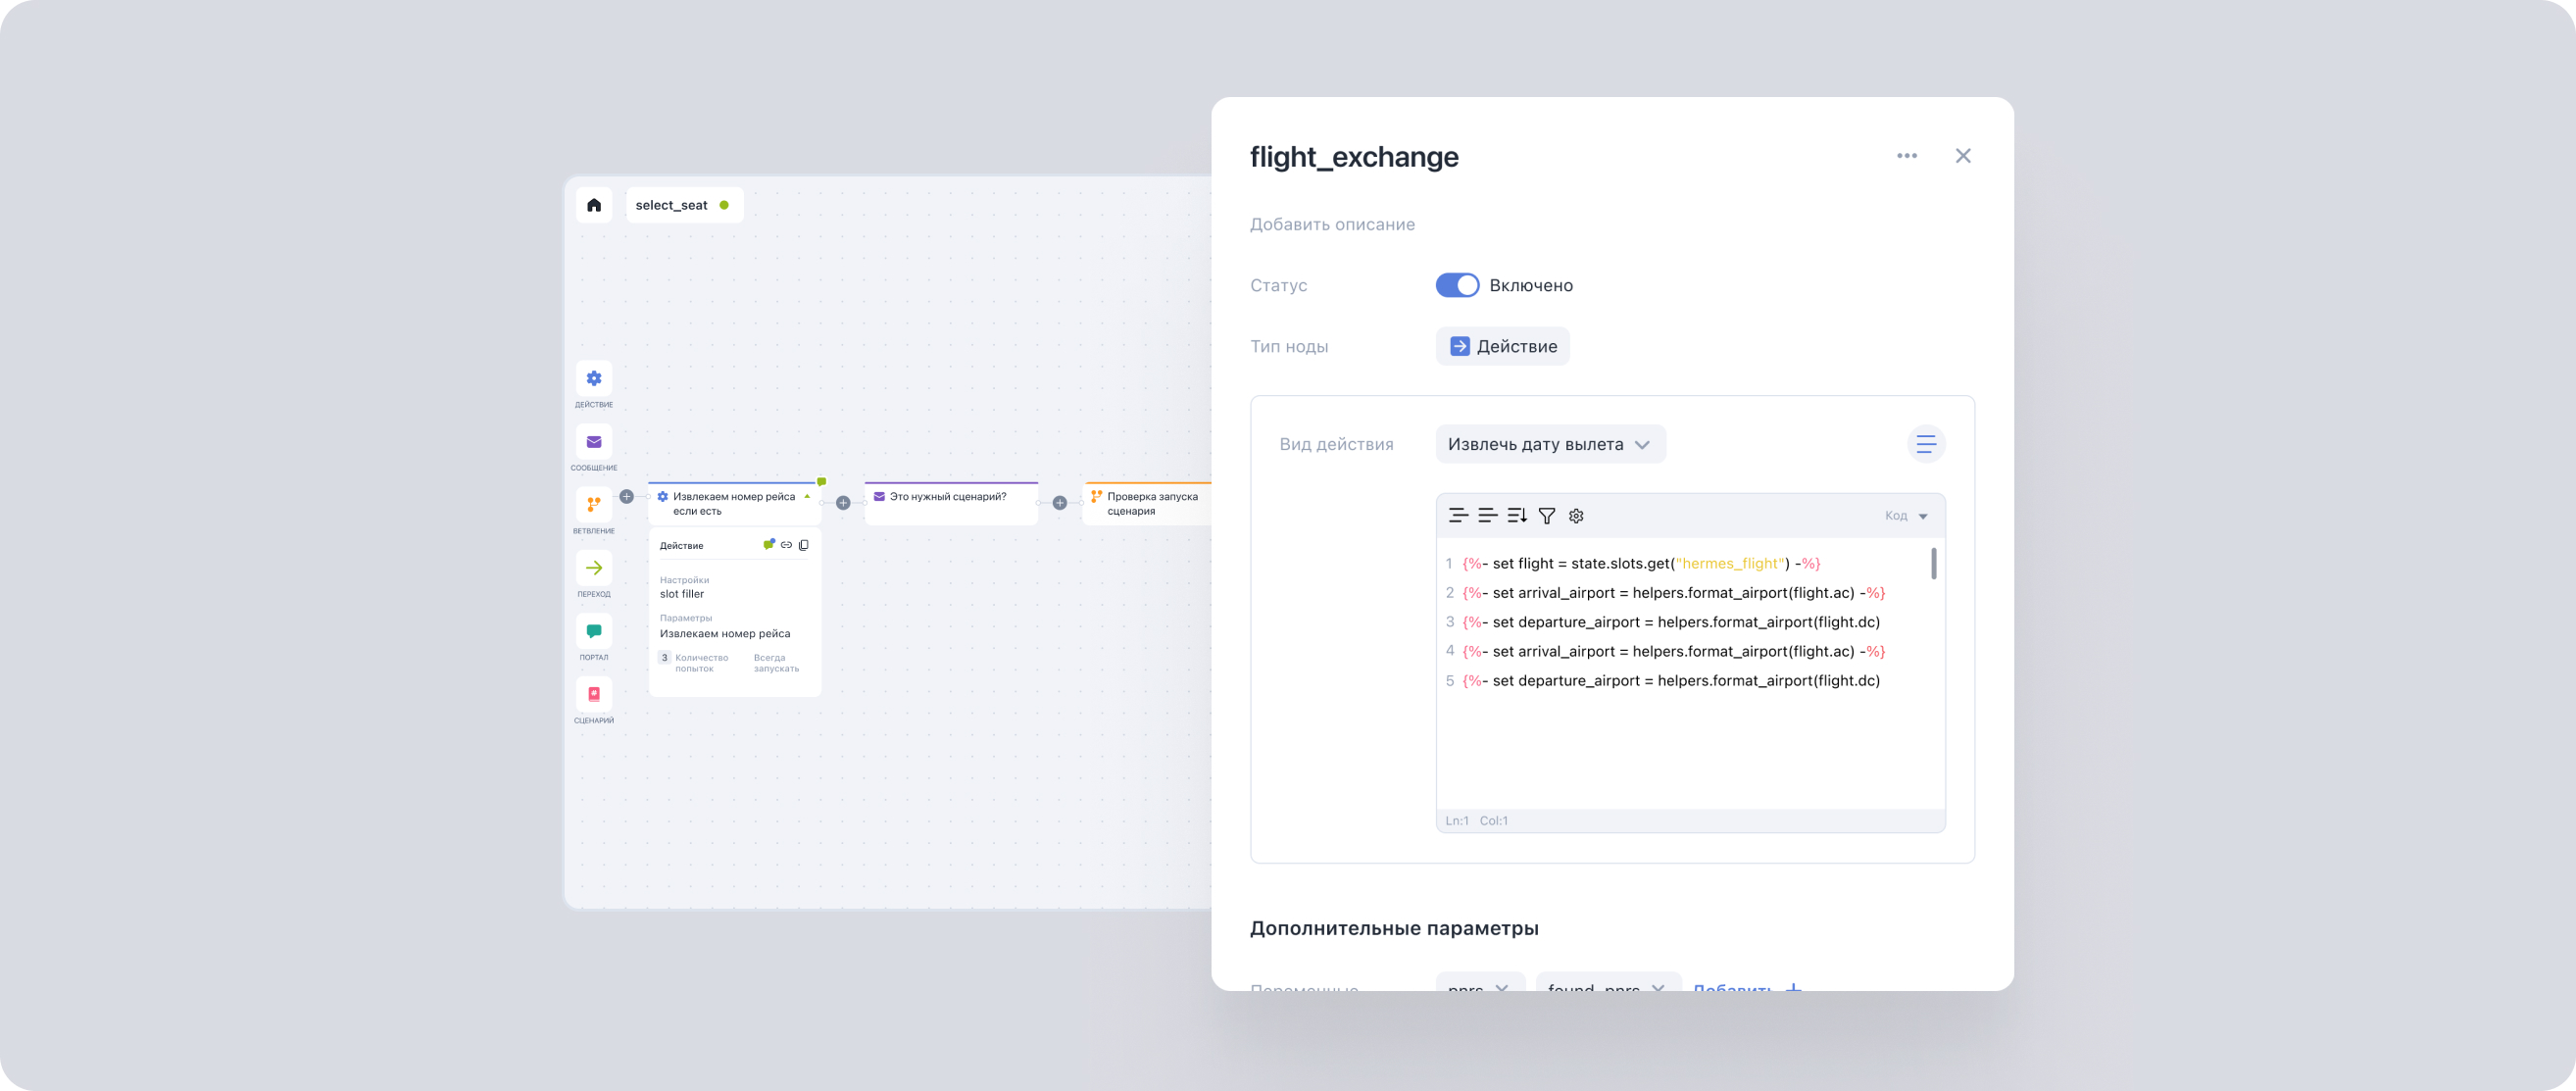 select_seat
ДЕЙСТВИЕ
СООБЩЕНИЕ
ВЕТВЛЕНИЕ
ПЕРЕХОД
ПОРТАЛ
СЦЕНАРИЙ
Извлекаем номер рейса
если есть
Действие
Настройки
slot filler
Параметры
Извлекаем номер рейса
3 Количество попыток
Всегда запускать
Это нужный сценарий?
Проверка запуска
сценария
flight_exchange
Добавить описание
Статус Включено
Тип ноды Действие
Вид действия Извлечь дату вылета
Код
1 {%- set flight = state.slots.get("hermes_flight") -%}
2 {%- set arrival_airport = helpers.format_airport(flight.ac) -%}
3 {%- set departure_airport = helpers.format_airport(flight.dc)
4 {%- set arrival_airport = helpers.format_airport(flight.ac) -%}
5 {%- set departure_airport = helpers.format_airport(flight.dc)
Ln:1 Col:1
Дополнительные параметры
Переменные pnrs found_pnrs Добавить